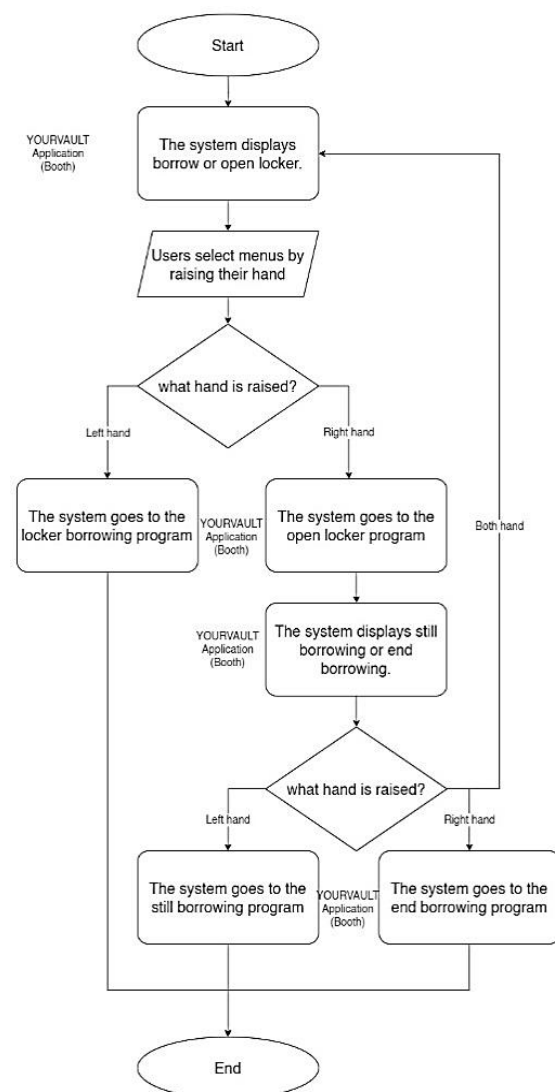 Start
YOURVAULT
Application
(Booth)
The system displays
borrow or open locker.
Users select menus by
raising their hand
what hand is raised?
Left hand
Right hand
The system goes to the
locker borrowing program
YOURVAULT
Application
(Booth)
The system goes to the
open locker program
Both hand
YOURVAULT
Application
(Booth)
The system displays still
borrowing or end
borrowing.
what hand is raised?
Left hand
Right hand
The system goes to the
still borrowing program
YOURVAULT
Application
(Booth)
The system goes to the
end borrowing program
End